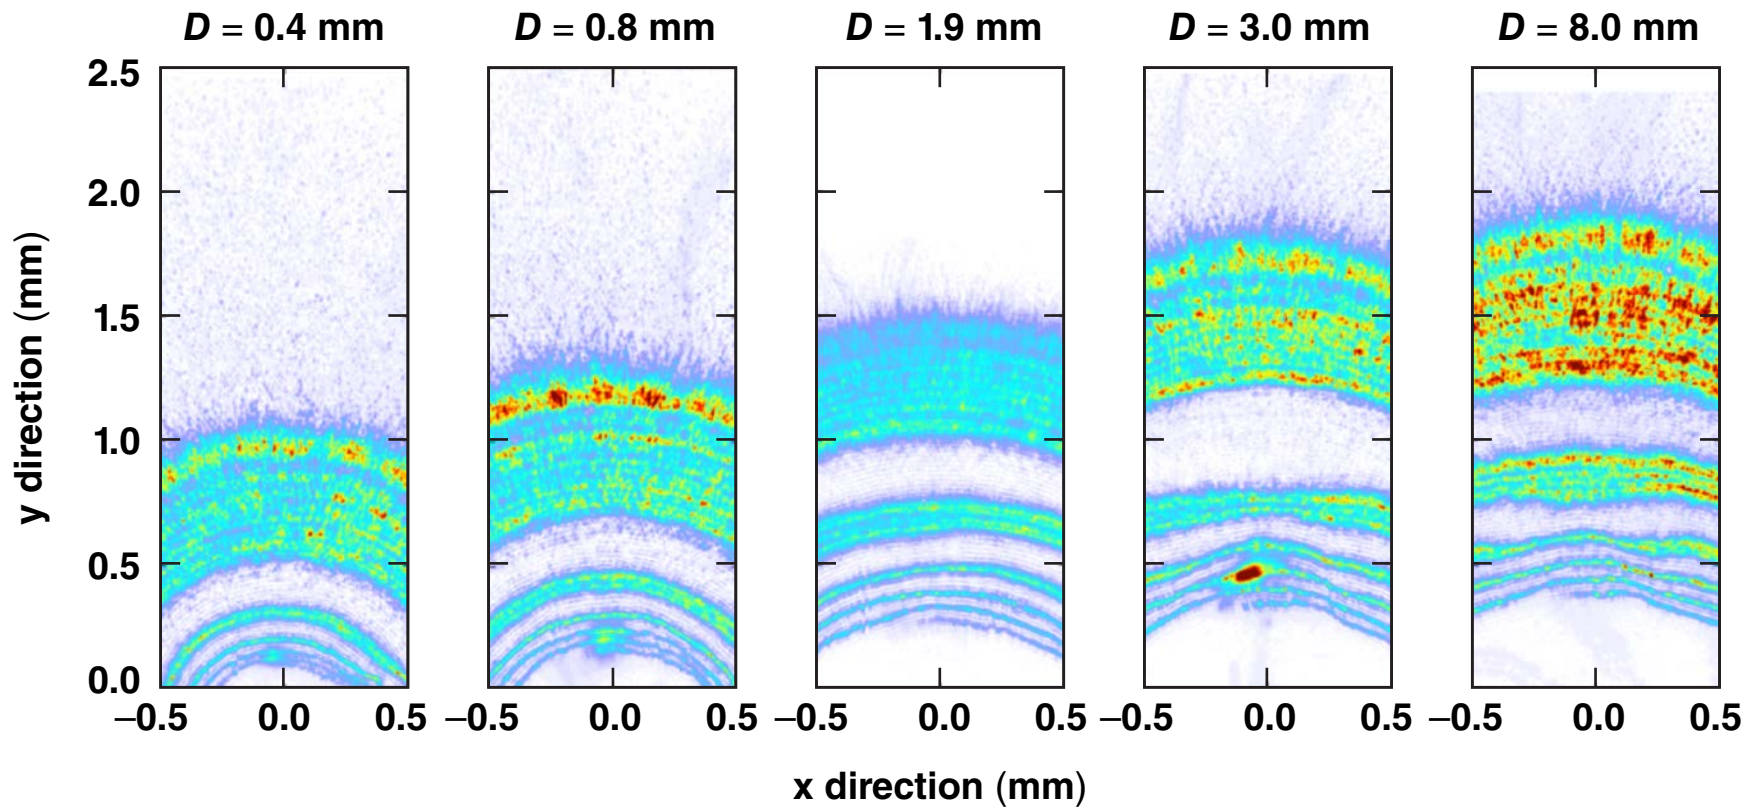 D = 0.4 mm D = 0.8 mm D = 1.9 mm D = 3.0 mm D = 8.0 mm
2.5
2.0
1.5
1.0
0.5
0.0
y direction (mm)
–0.5 0.0 0.5 –0.5 0.0 0.5 –0.5 0.0 0.5 –0.5 0.0 0.5 –0.5 0.0 0.5
x direction (mm)